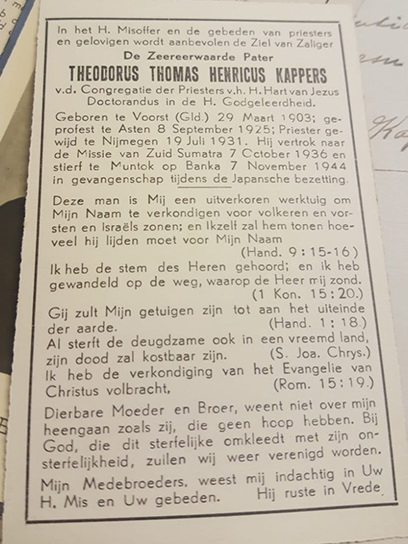 In het H. Misoffer en de gebeden van priesters
en gelovigen wordt aanbevolen de Ziel van Zaliger
De Zeereerwaarde Pater
THEODORUS THOMAS HENRICUS KAPPERS
v.d. Congregatie der Priesters v.h. H. Hart van Jezus
Doctorandus in de H. Godgeleerdheid.
Geboren te Voorst (Gld.) 29 Maart 1903; ge-
profest te Asten 8 September 1925; Priester ge-
wijd te Nijmegen 19 Juli 1931. Hij vertrok naar
de Missie van Zuid Sumatra 7 October 1936 en
stierf te Muntok op Banka 7 November 1944
in gevangenschap tijdens de Japansche bezetting.
Deze man is Mij een uitverkoren werktuig om
Mijn Naam te verkondigen voor volkeren en vor-
sten en Israëls zonen; en Ikzelf zal hem tonen hoe-
veel hij lijden moet voor Mijn Naam
(Hand. 9:15-16)
Ik heb de stem des Heren gehoord; en ik heb
gewandeld op de weg, waarop de Heer mij zond.
(1 Kon. 15:20.)
Gij zult Mijn getuigen zijn tot aan het uiteinde
der aarde. (Hand. 1:18.)
Al sterft de deugdzame ook in een vreemd land,
zijn dood zal kostbaar zijn. (S. Joa. Chrys.)
Ik heb de verkondiging van het Evangelie van
Christus volbracht, (Rom. 15:19.)
Dierbare Moeder en Broer, weent niet over mijn
heengaan zoals zij, die geen hoop hebben. Bij
God, die dit sterfelijke omkleedt met zijn on-
sterfelijkheid, zuilen wij weer verenigd worden.
Mijn Medebroeders, weest mij indachtig in Uw
H. Mis en Uw gebeden. Hij ruste in Vrede